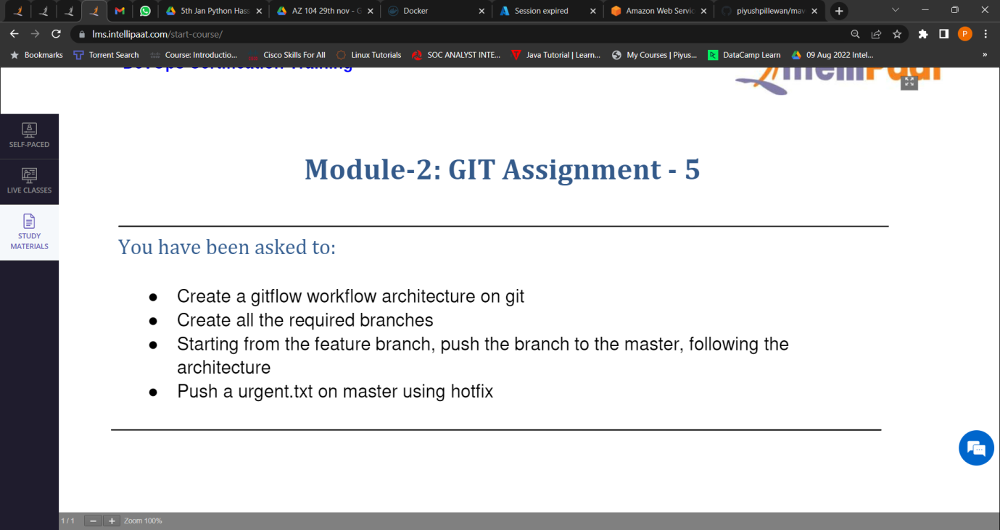 5th Jan Python Hass
AZ 104 29th nov - G
Docker
Session expired
Amazon Web Servic
piyushpillewan/mav
lms.intellipaat.com/start-course/
P
Bookmarks
Torrent Search
Course: Introductio...
Cisco Skills For All
Linux Tutorials
SOC ANALYST INTE...
Java Tutorial | Learn...
My Courses | Piyus...
DataCamp Learn
09 Aug 2022 Intel...
»
DevOps Certification Training
IntelliPaat
SELF-PACED
LIVE CLASSES
STUDY
MATERIALS
Module-2: GIT Assignment - 5
You have been asked to:
● Create a gitflow workflow architecture on git
● Create all the required branches
● Starting from the feature branch, push the branch to the master, following the
architecture
● Push a urgent.txt on master using hotfix
1 / 1
Zoom 100%